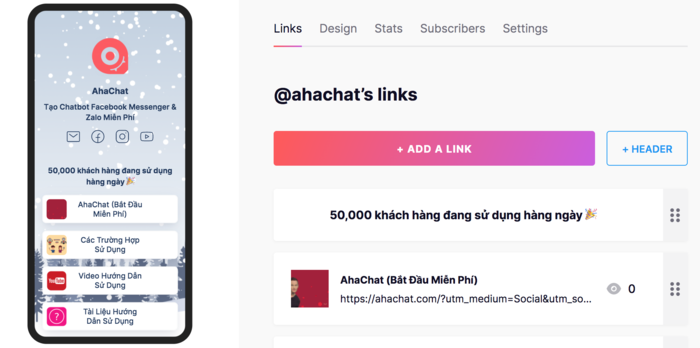 AhaChat
Tạo Chatbot Facebook Messenger &
Zalo Miễn Phí
50,000 khách hàng đang sử dụng
hàng ngày🎉
AhaChat (Bắt Đầu
Miễn Phí)
Các Trường Hợp
Sử Dụng
Video Hướng Dẫn
Sử Dụng
Tài Liệu Hướng
Dẫn Sử Dụng
Links Design Stats Subscribers Settings
@ahachat’s links
+ ADD A LINK + HEADER
50,000 khách hàng đang sử dụng hàng ngày🎉
AhaChat (Bắt Đầu Miễn Phí)
https://ahachat.com/?utm_medium=Social&utm_so... 0